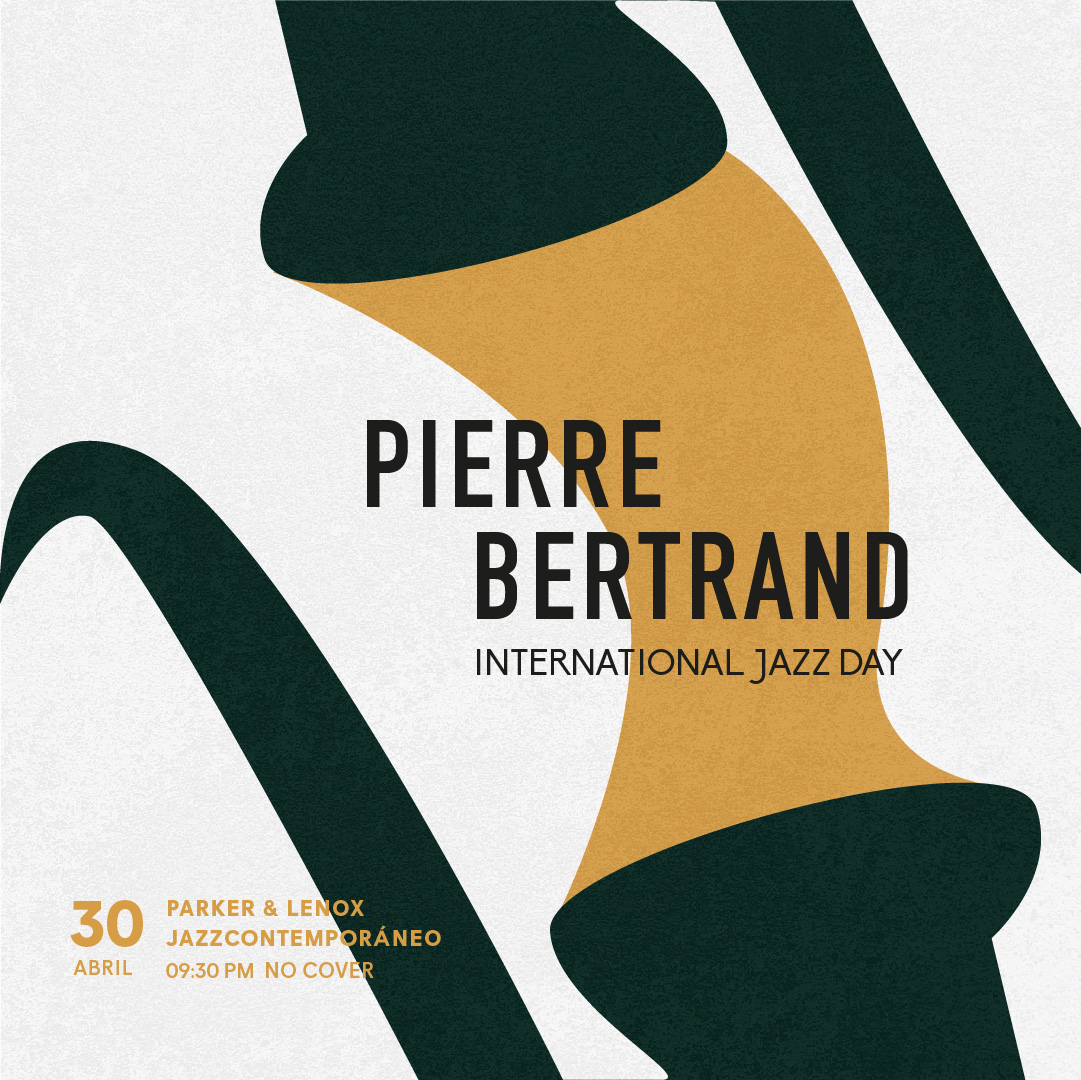 PIERRE
BERTRAND
INTERNATIONAL JAZZ DAY
30
ABRIL
PARKER & LENOX
JAZZCONTEMPORÁNEO
09:30 PM NO COVER